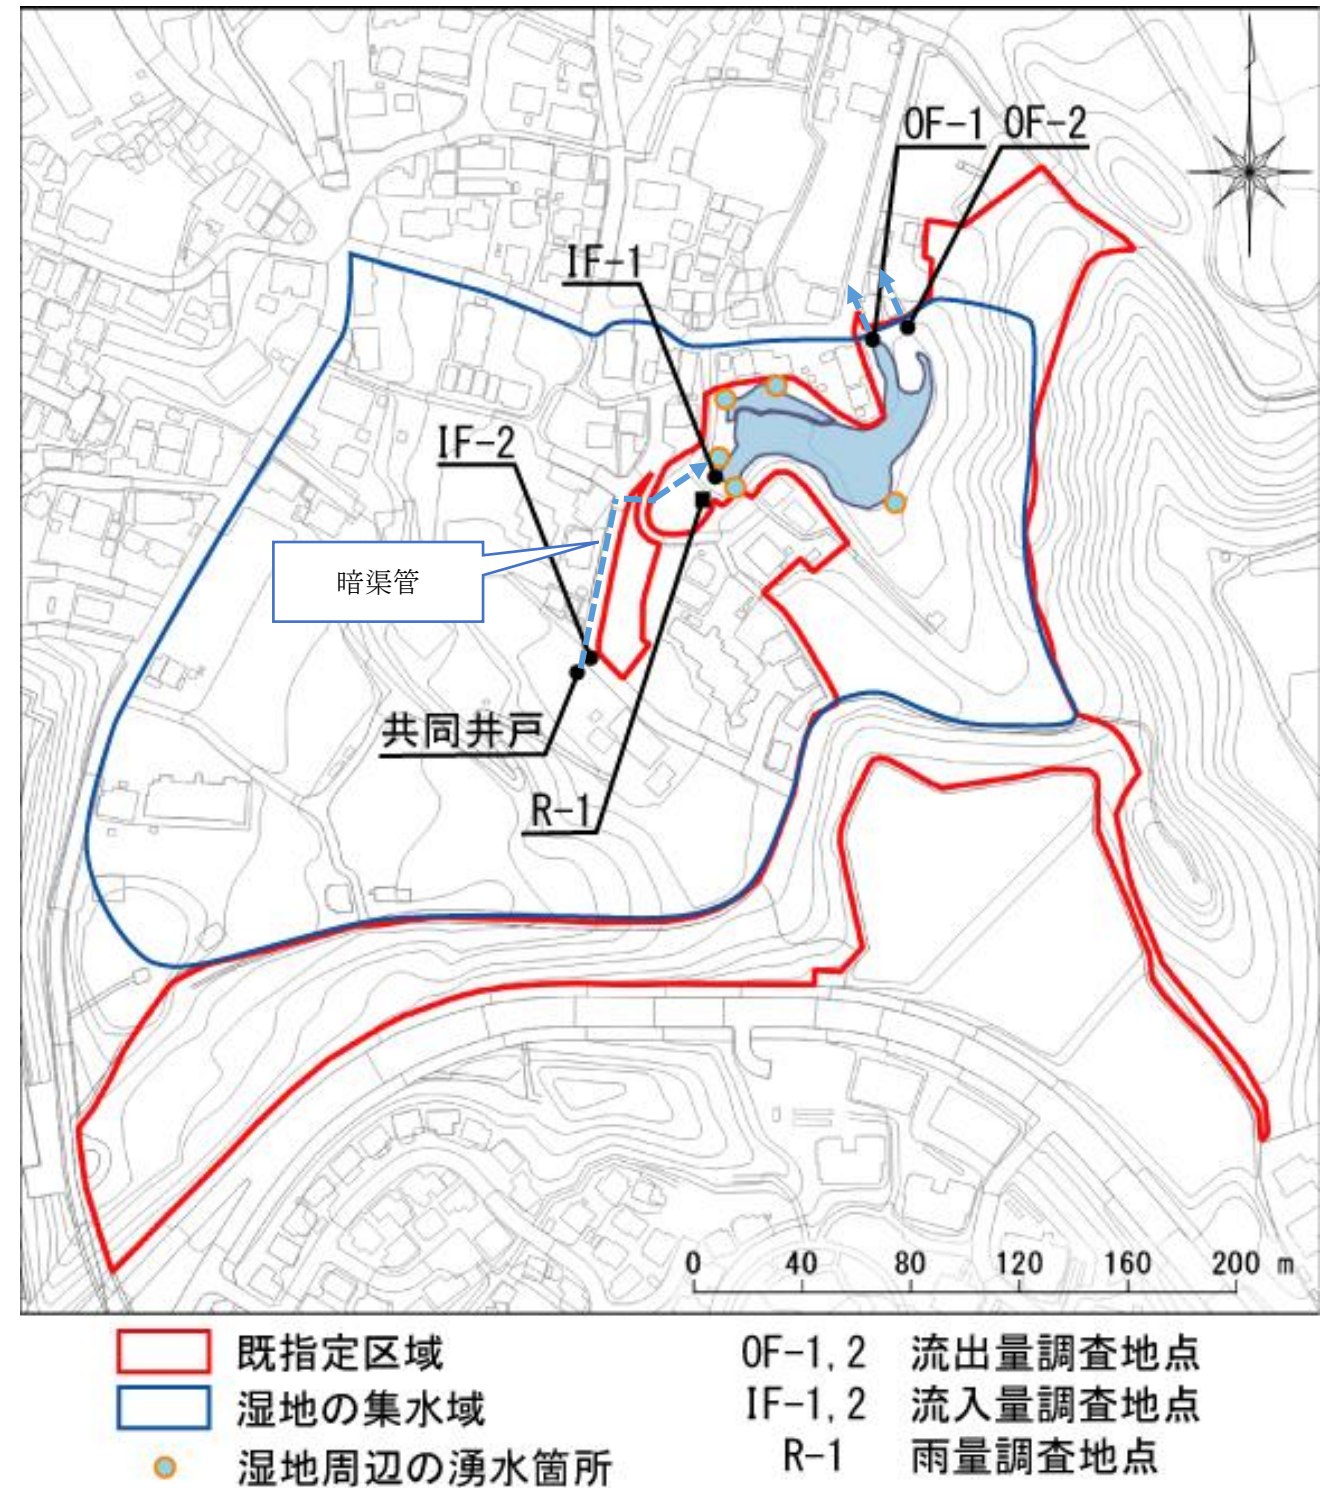 OF-1 OF-2
IF-1
IF-2
暗渠管
共同井戸
R-1
0 40 80 120 160 200 m
既指定区域
湿地の集水域
湿地周辺の湧水箇所
OF-1,2 流出量調査地点
IF-1,2 流入量調査地点
R-1 雨量調査地点